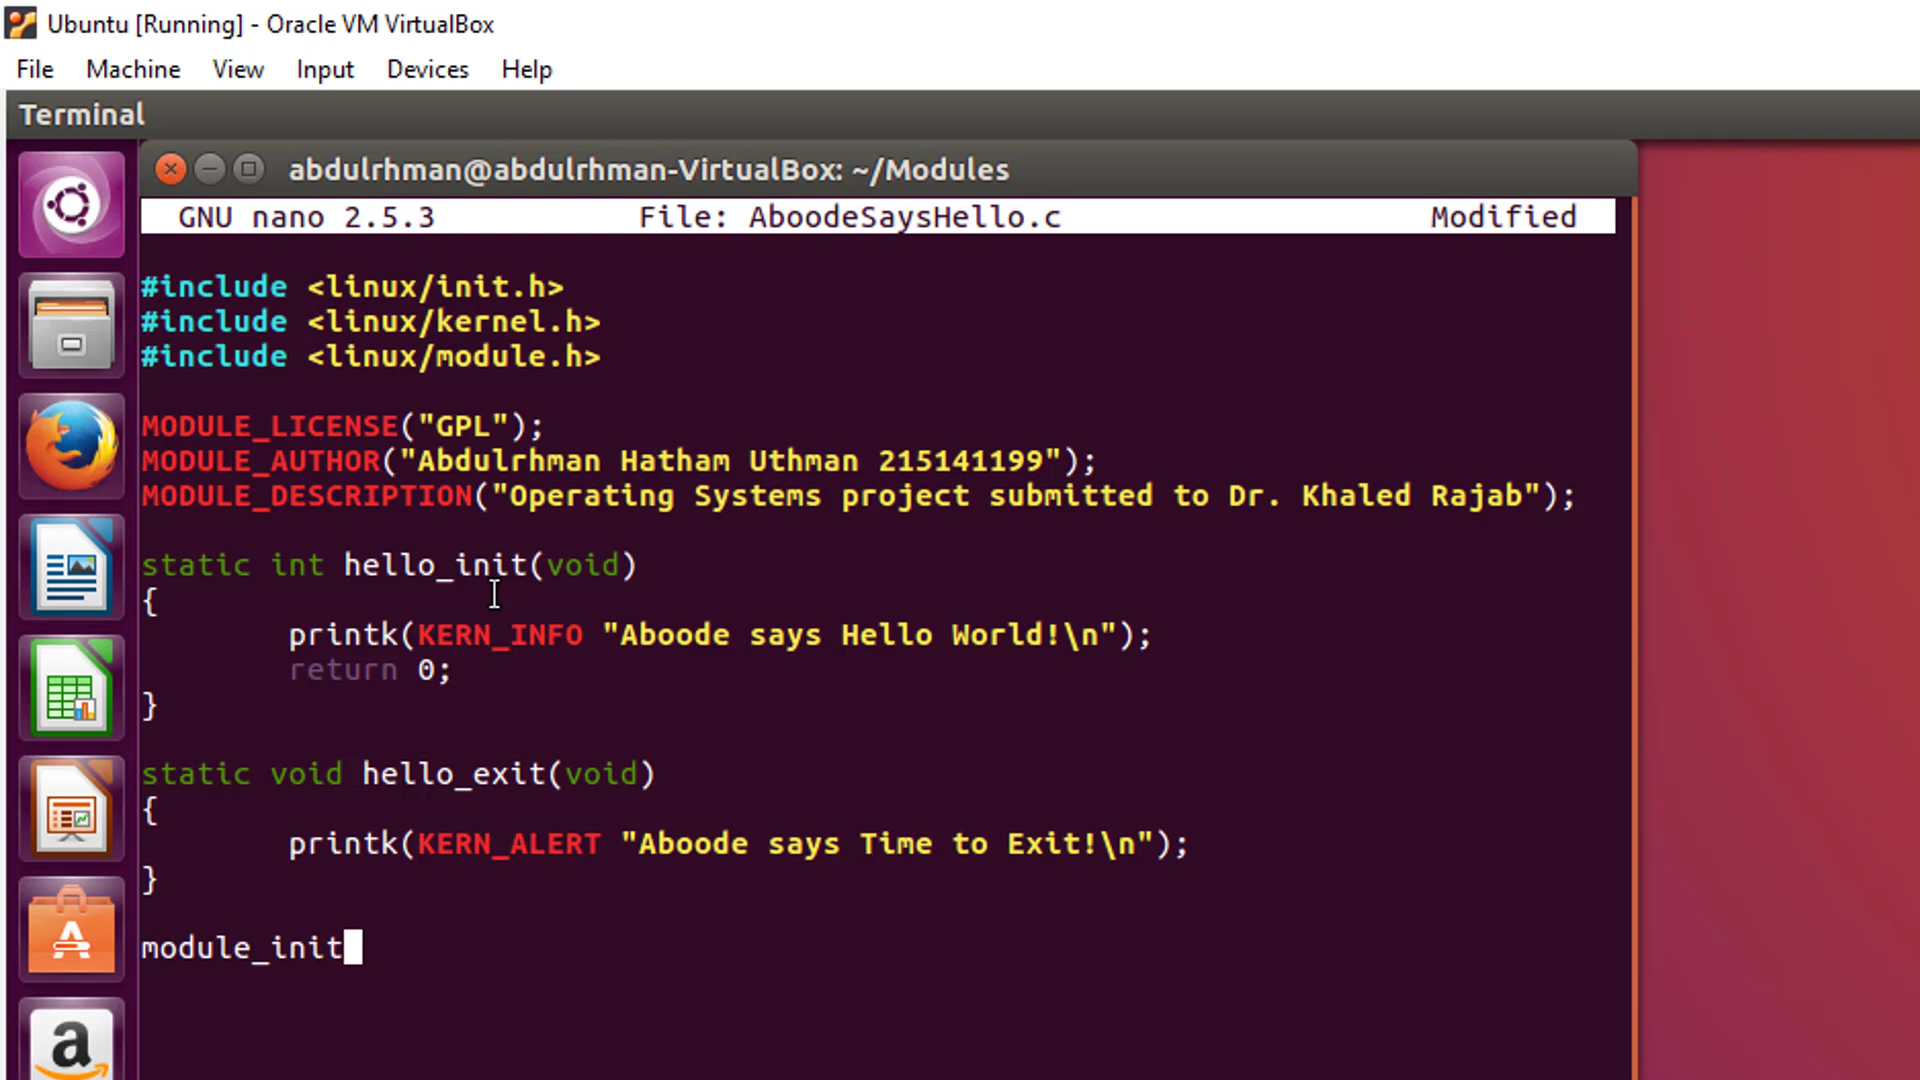 Ubuntu [Running] - Oracle VM VirtualBox
File Machine View Input Devices Help
Terminal
abdulrhman@abdulrhman-VirtualBox: ~/Modules
GNU nano 2.5.3 File: AboodeSaysHello.c Modified
#include <linux/init.h>
#include <linux/kernel.h>
#include <linux/module.h>
MODULE_LICENSE("GPL");
MODULE_AUTHOR("Abdulrhman Hatham Uthman 215141199");
MODULE_DESCRIPTION("Operating Systems project submitted to Dr. Khaled Rajab");
static int hello_init(void)
{
printk(KERN_INFO "Aboode says Hello World!\n");
return 0;
}
static void hello_exit(void)
{
printk(KERN_ALERT "Aboode says Time to Exit!\n");
}
module_init